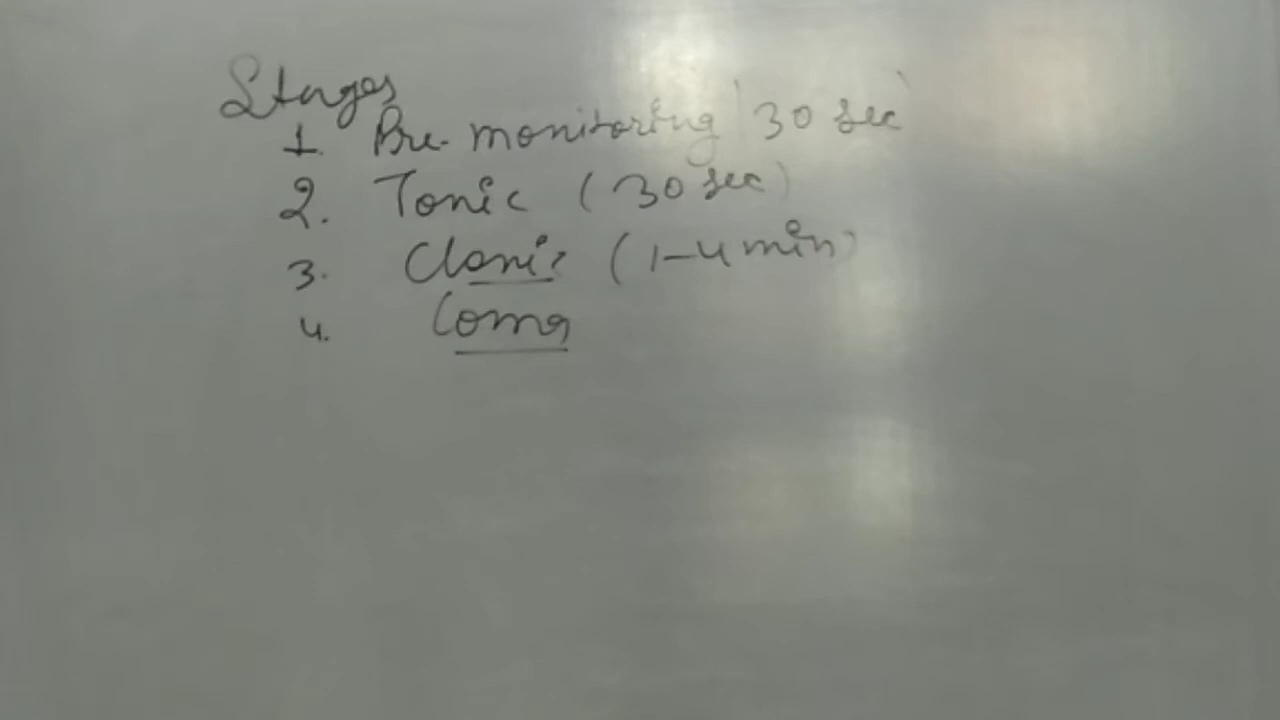 Stages
1. Pre-monitoring (30 sec)
2. Tonic (30 sec)
3. Clonic (1-4 min)
4. Coma